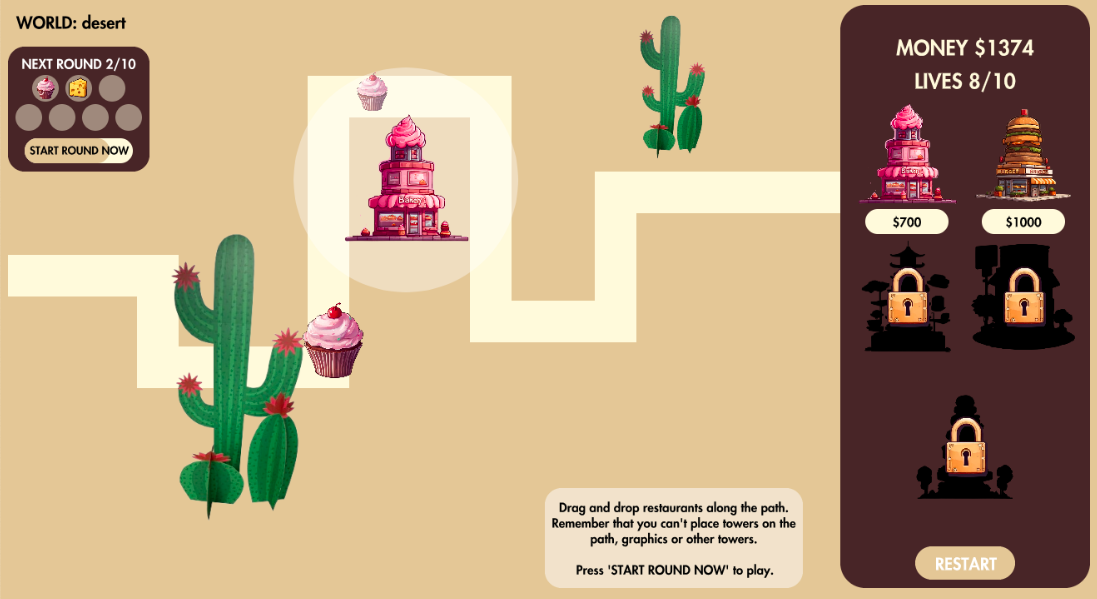 WORLD: desert
NEXT ROUND 2/10
START ROUND NOW
MONEY $1374
LIVES 8/10
Bakery
$700
$1000
Drag and drop restaurants along the path.
Remember that you can't place towers on the
path, graphics or other towers.
Press 'START ROUND NOW' to play.
RESTART